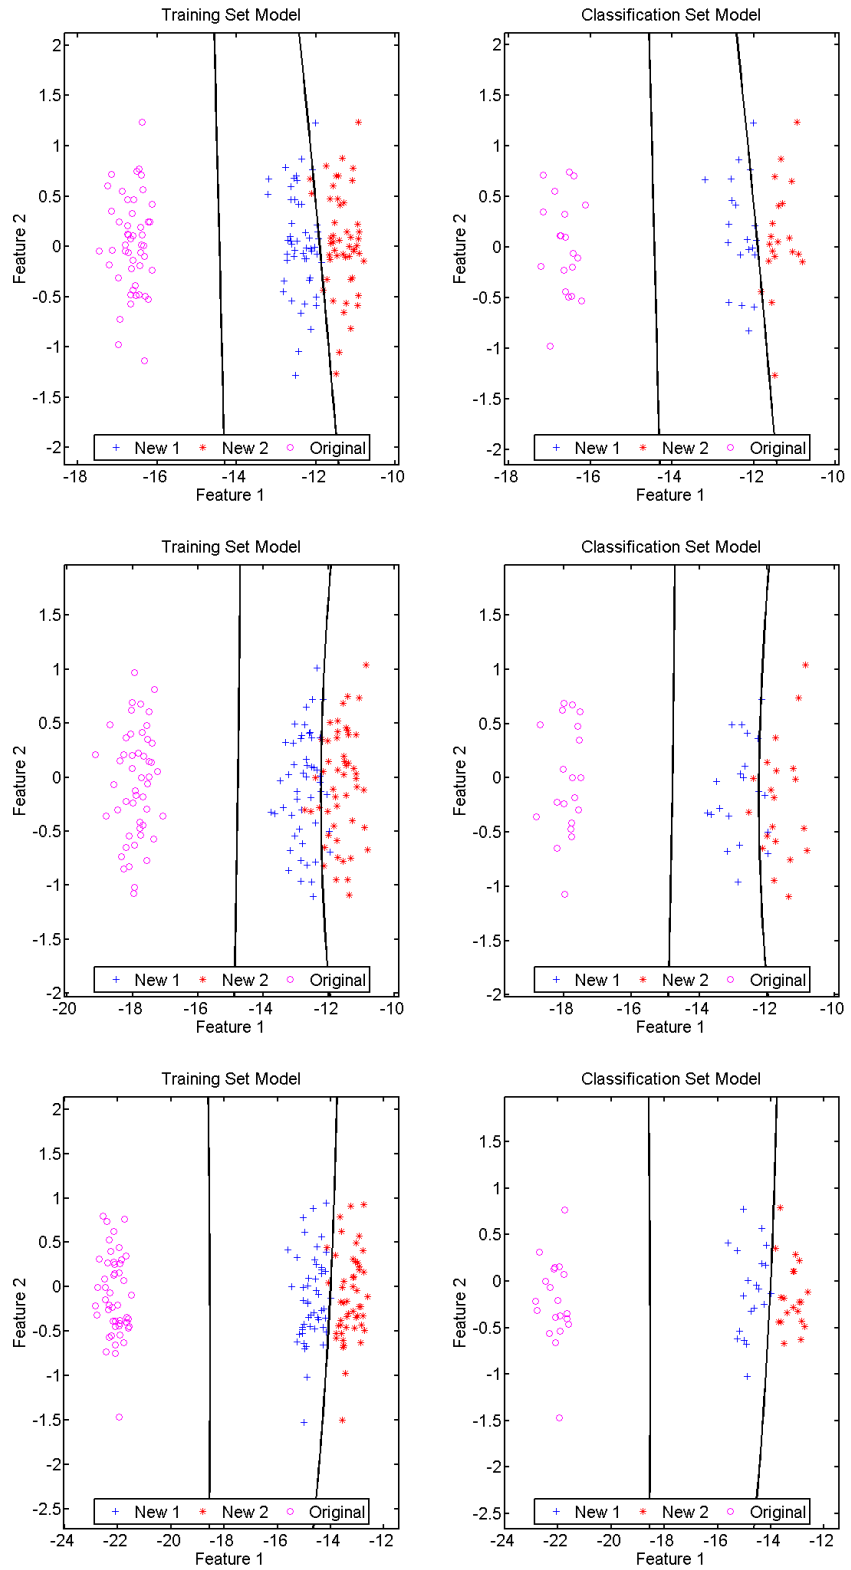 Training Set Model
Classification Set Model
2
1.5
1
0.5
0
-0.5
-1
-1.5
-2
Feature 2
-18 -16 -14 -12 -10
Feature 1
New 1 New 2 Original
2
1.5
1
0.5
0
-0.5
-1
-1.5
-2
Feature 2
-18 -16 -14 -12 -10
Feature 1
New 1 New 2 Original
Training Set Model
Classification Set Model
1.5
1
0.5
0
-0.5
-1
-1.5
-2
Feature 2
-20 -18 -16 -14 -12 -10
Feature 1
New 1 New 2 Original
1.5
1
0.5
0
-0.5
-1
-1.5
-2
Feature 2
-18 -16 -14 -12 -10
Feature 1
New 1 New 2 Original
Training Set Model
Classification Set Model
2
1.5
1
0.5
0
-0.5
-1
-1.5
-2
-2.5
Feature 2
-24 -22 -20 -18 -16 -14 -12
Feature 1
New 1 New 2 Original
1.5
1
0.5
0
-0.5
-1
-1.5
-2
-2.5
Feature 2
-24 -22 -20 -18 -16 -14 -12
Feature 1
New 1 New 2 Original